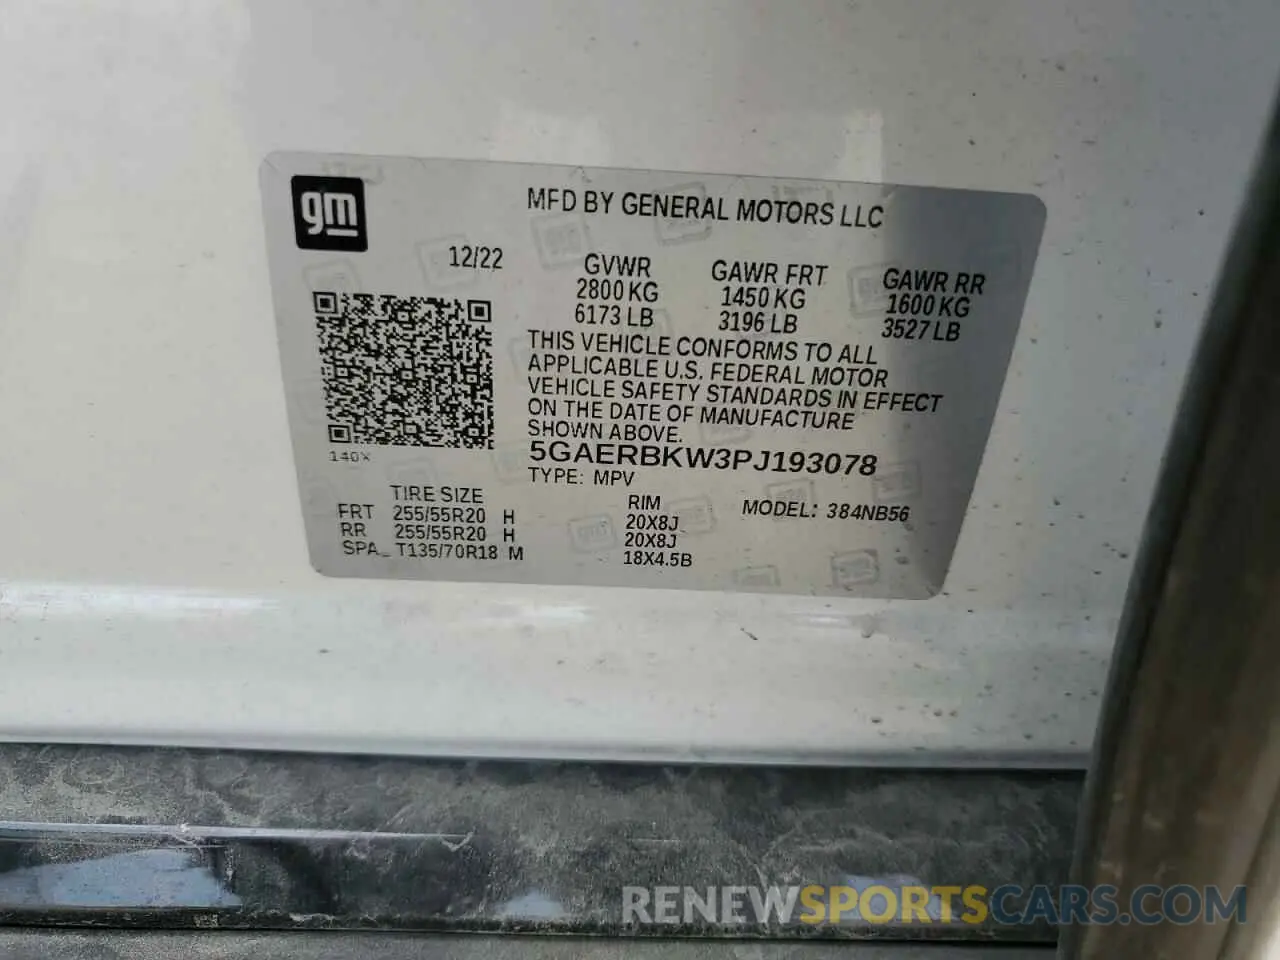 gm
MFD BY GENERAL MOTORS LLC
12/22
GVWR
2800 KG
6173 LB
GAWR FRT
1450 KG
3196 LB
GAWR RR
1600 KG
3527 LB
THIS VEHICLE CONFORMS TO ALL
APPLICABLE U.S. FEDERAL MOTOR
VEHICLE SAFETY STANDARDS IN EFFECT
ON THE DATE OF MANUFACTURE
SHOWN ABOVE.
5GAERBKW3PJ193078
TYPE: MPV
140X
TIRE SIZE RIM MODEL: 384NB56
FRT 255/55R20 H 20X8J
RR 255/55R20 H 20X8J
SPA_ T135/70R18 M 18X4.5B
RENEWSPORTSCARS.COM